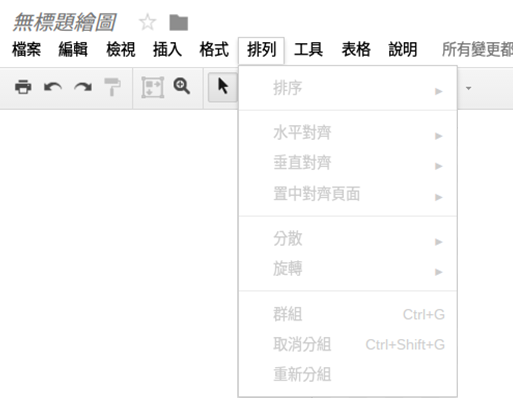 無標題繪圖
檔案 編輯 檢視 插入 格式 排列 工具 表格 說明 所有變更都
排序
水平對齊
垂直對齊
置中對齊頁面
分散
旋轉
群組 Ctrl+G
取消分組 Ctrl+Shift+G
重新分組